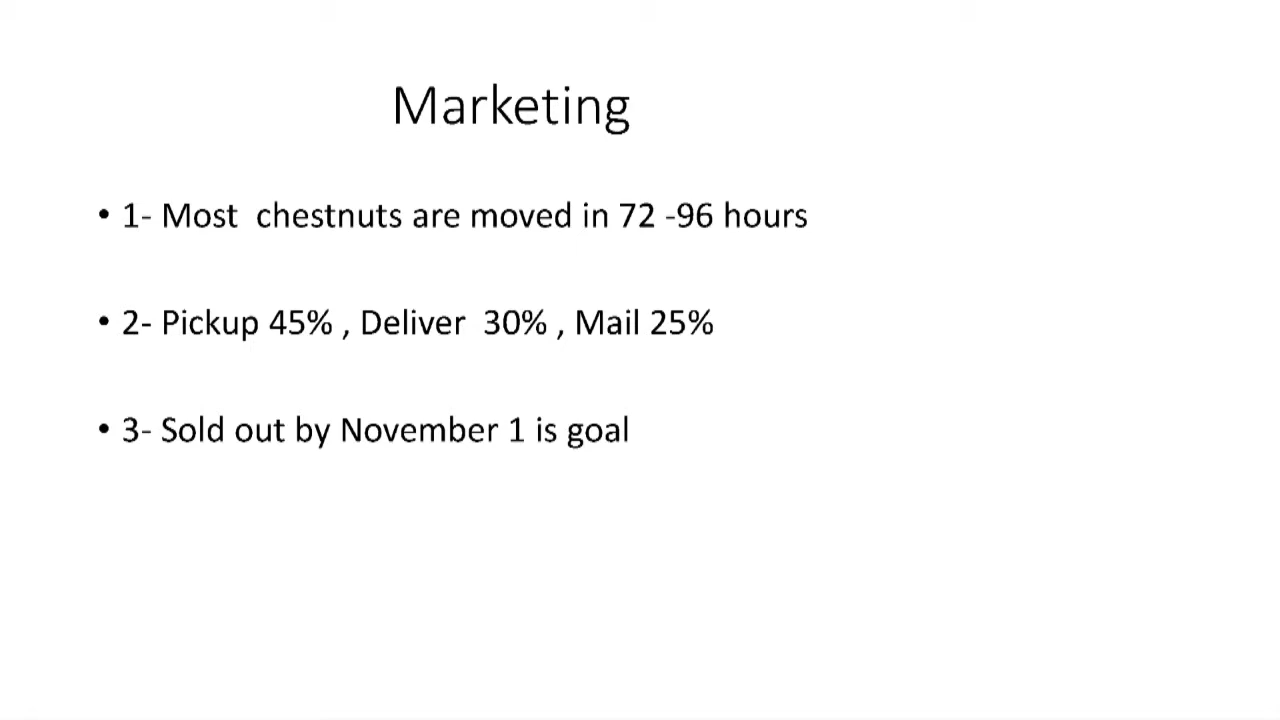 Marketing
• 1- Most  chestnuts are moved in 72 -96 hours
• 2- Pickup 45% , Deliver  30% , Mail 25%
• 3- Sold out by November 1 is goal